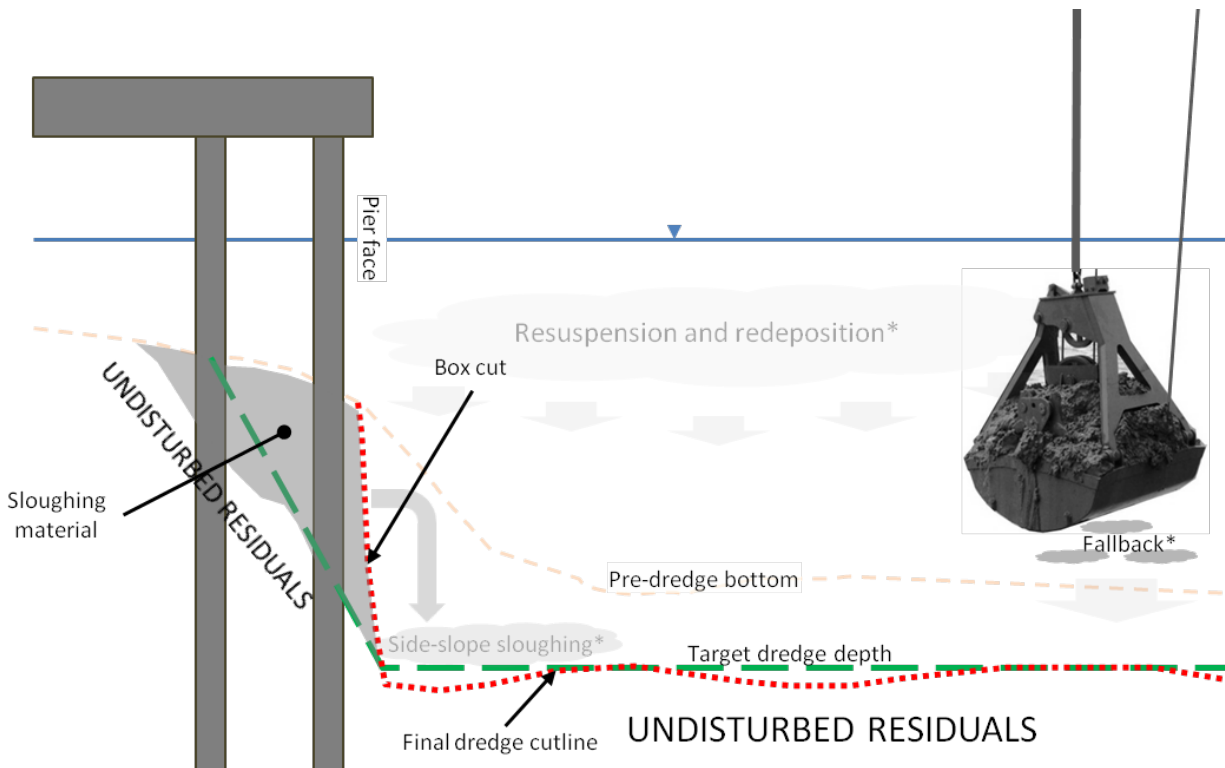 Pier face
Resuspension and redeposition*
Box cut
UNDISTURBED RESIDUALS
Sloughing
material
Fallback*
Pre-dredge bottom
Side-slope sloughing*
Target dredge depth
Final dredge cutline
UNDISTURBED RESIDUALS